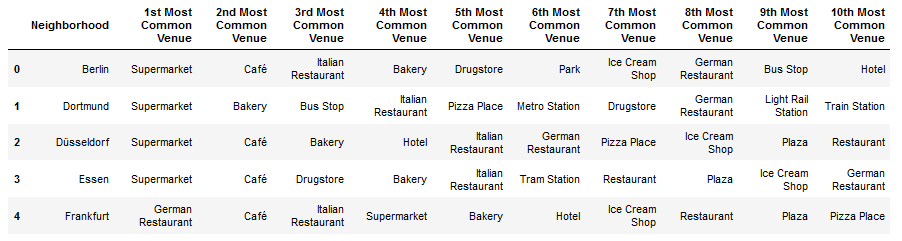 Neighborhood 1st Most Common Venue 2nd Most Common Venue 3rd Most Common Venue 4th Most Common Venue 5th Most Common Venue 6th Most Common Venue 7th Most Common Venue 8th Most Common Venue 9th Most Common Venue 10th Most Common Venue
0 Berlin Supermarket Café Italian Restaurant Bakery Drugstore Park Ice Cream Shop German Restaurant Bus Stop Hotel
1 Dortmund Supermarket Bakery Bus Stop Italian Restaurant Pizza Place Metro Station Drugstore German Restaurant Light Rail Station Train Station
2 Düsseldorf Supermarket Café Bakery Hotel Italian Restaurant German Restaurant Pizza Place Ice Cream Shop Plaza Restaurant
3 Essen Supermarket Café Drugstore Bakery Italian Restaurant Tram Station Restaurant Plaza Ice Cream Shop German Restaurant
4 Frankfurt German Restaurant Café Italian Restaurant Supermarket Bakery Hotel Ice Cream Shop Restaurant Plaza Pizza Place